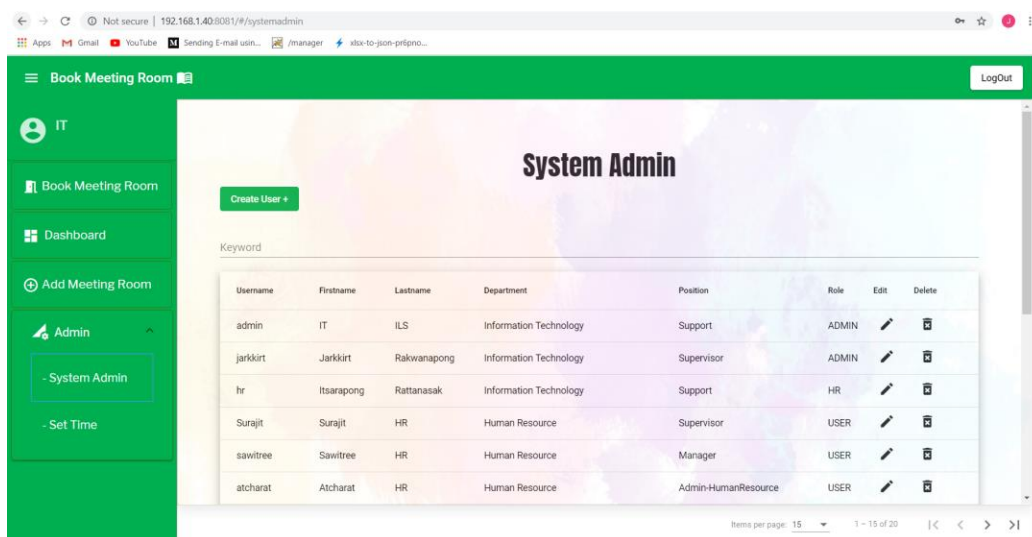 Not secure | 192.168.1.40:8081/#/systemadmin
J
Apps Gmail YouTube Sending E-mail usin... /manager xlsx-to-json-prépno...
Book Meeting Room LogOut
IT
Book Meeting Room
Dashboard
Add Meeting Room
Admin
- System Admin
- Set Time
System Admin
Create User +
Keyword
Username Firstname Lastname Department Position Role Edit Delete
admin IT ILS Information Technology Support ADMIN
jarkkirt Jarkkirt Rakwanapong Information Technology Supervisor ADMIN
hr Itsarapong Rattanasak Information Technology Support HR
Surajit Surajit HR Human Resource Supervisor USER
sawitree Sawitree HR Human Resource Manager USER
atcharat Atcharat HR Human Resource Admin-HumanResource USER
Items per page: 15 1 – 15 of 20